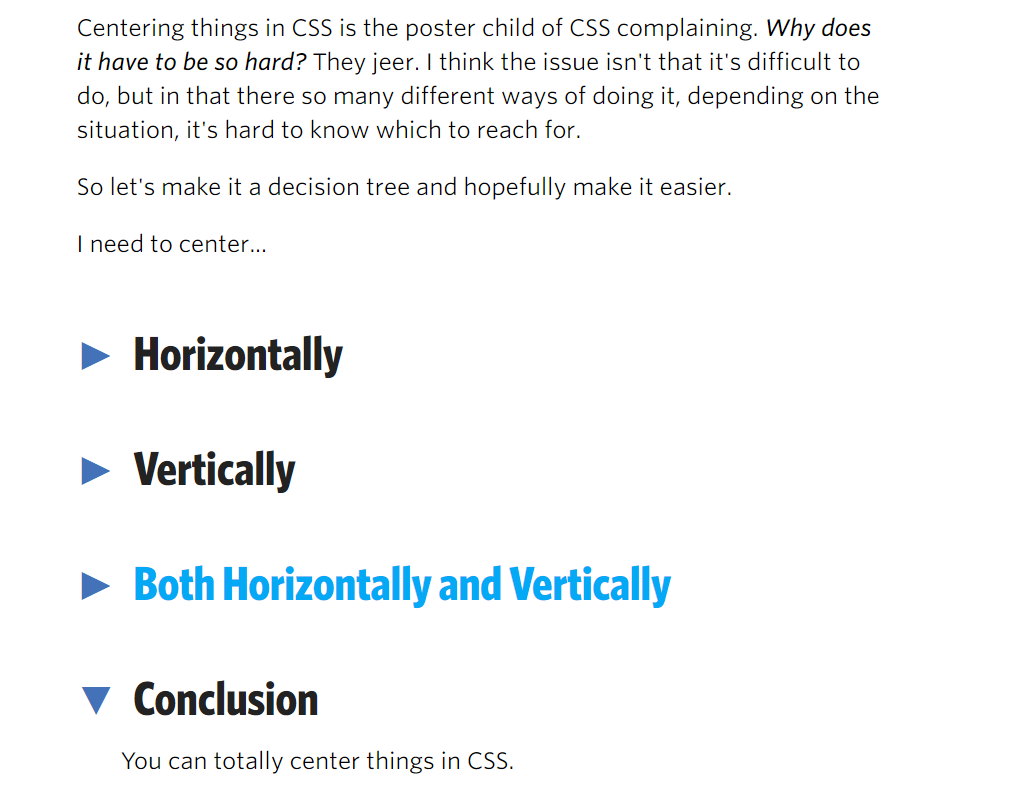 Centering things in CSS is the poster child of CSS complaining. Why does
it have to be so hard? They jeer. I think the issue isn't that it's difficult to
do, but in that there so many different ways of doing it, depending on the
situation, it's hard to know which to reach for.
So let's make it a decision tree and hopefully make it easier.
I need to center...
Horizontally
Vertically
Both Horizontally and Vertically
Conclusion
You can totally center things in CSS.